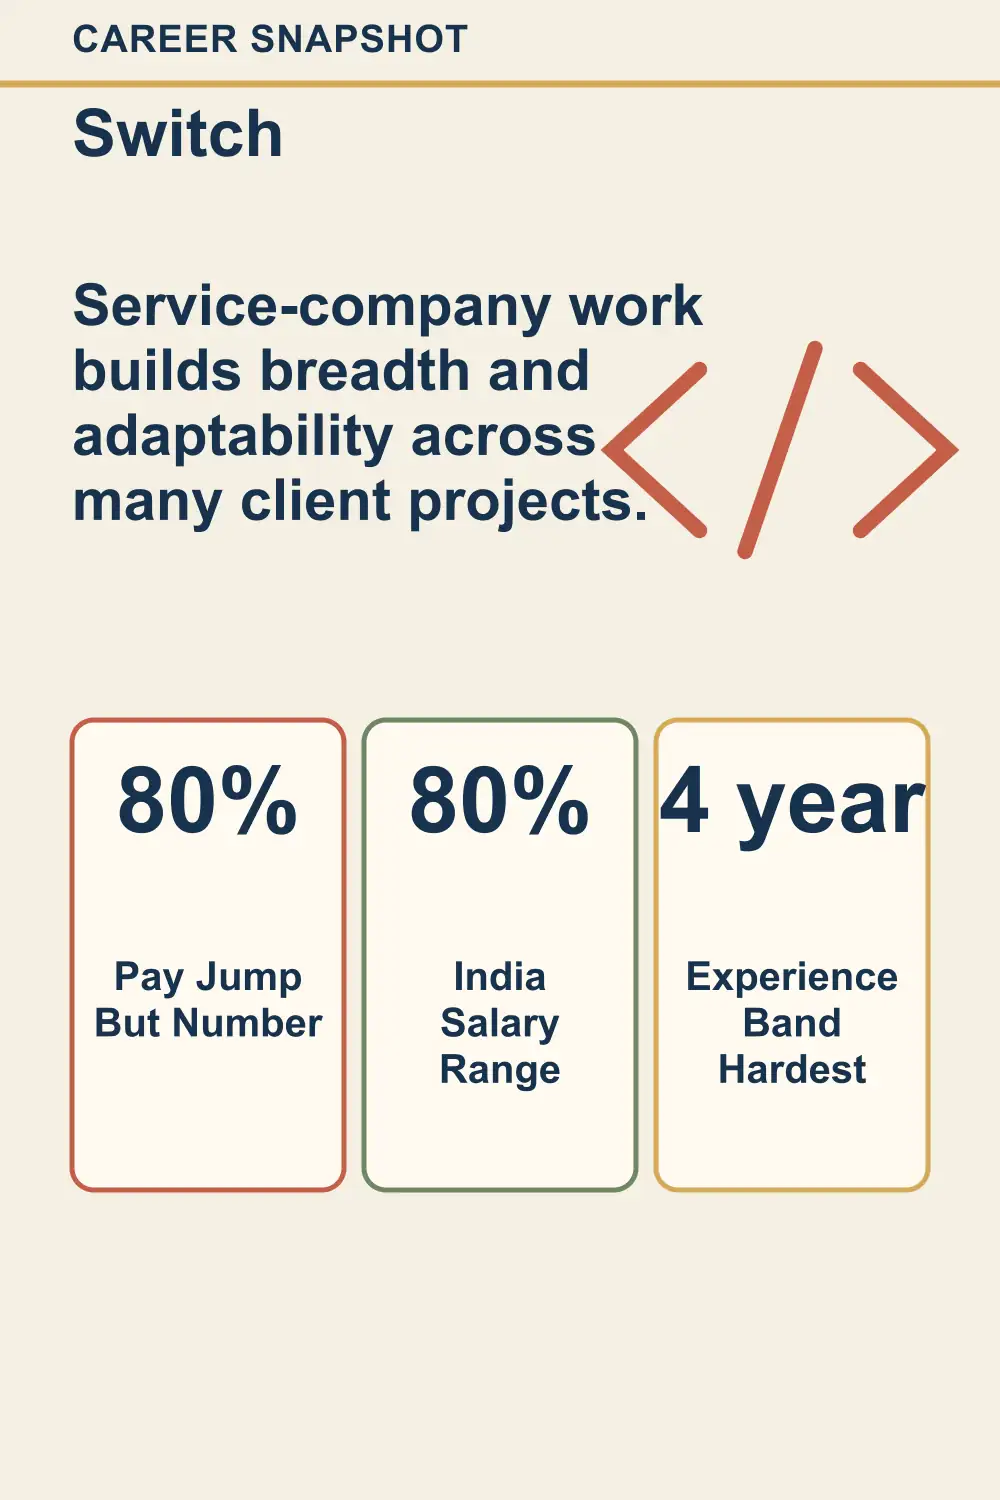 CAREER SNAPSHOT
Switch
Service-company work
builds breadth and
adaptability across
many client projects.
</>
80%
Pay Jump
But Number
80%
India
Salary
Range
4 year
Experience
Band
Hardest